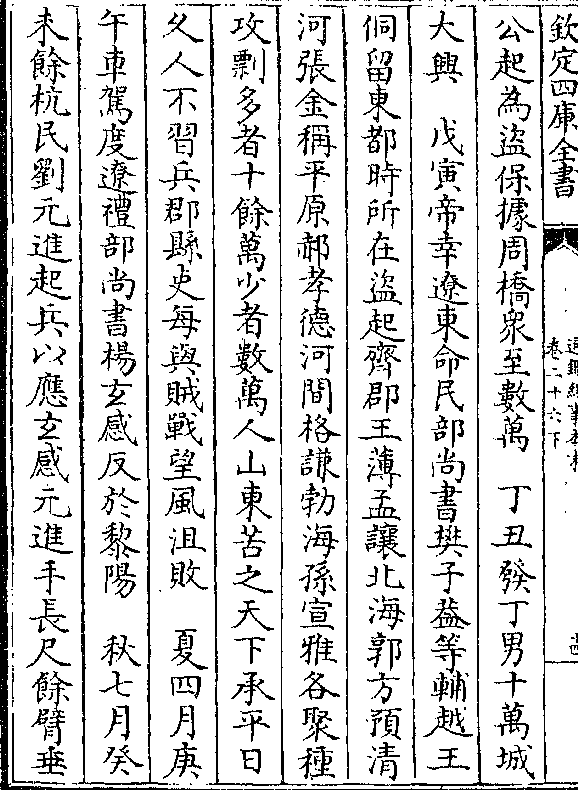 欽定四庫全書
卷二十六下
公起為盜保據周橋衆至數萬　丁丑發丁男十萬城
大興　戊寅帝幸遼東命民部尚書樊子葢等輔越王
侗留東都時所在盜起齊郡王薄孟讓北海郭方預清
河張金稱平原郝孝德河間格謙勃海孫宣雅各聚種
攻剽多者十餘萬少者數萬人山東苦之天下承平日
乆人不習兵郡縣吏每與賊戰望風沮敗　夏四月庚
午車駕度遼禮部尚書楊玄感反於黎陽　秋七月癸
未餘杭民劉元進起兵以應玄感元進手長尺餘臂垂